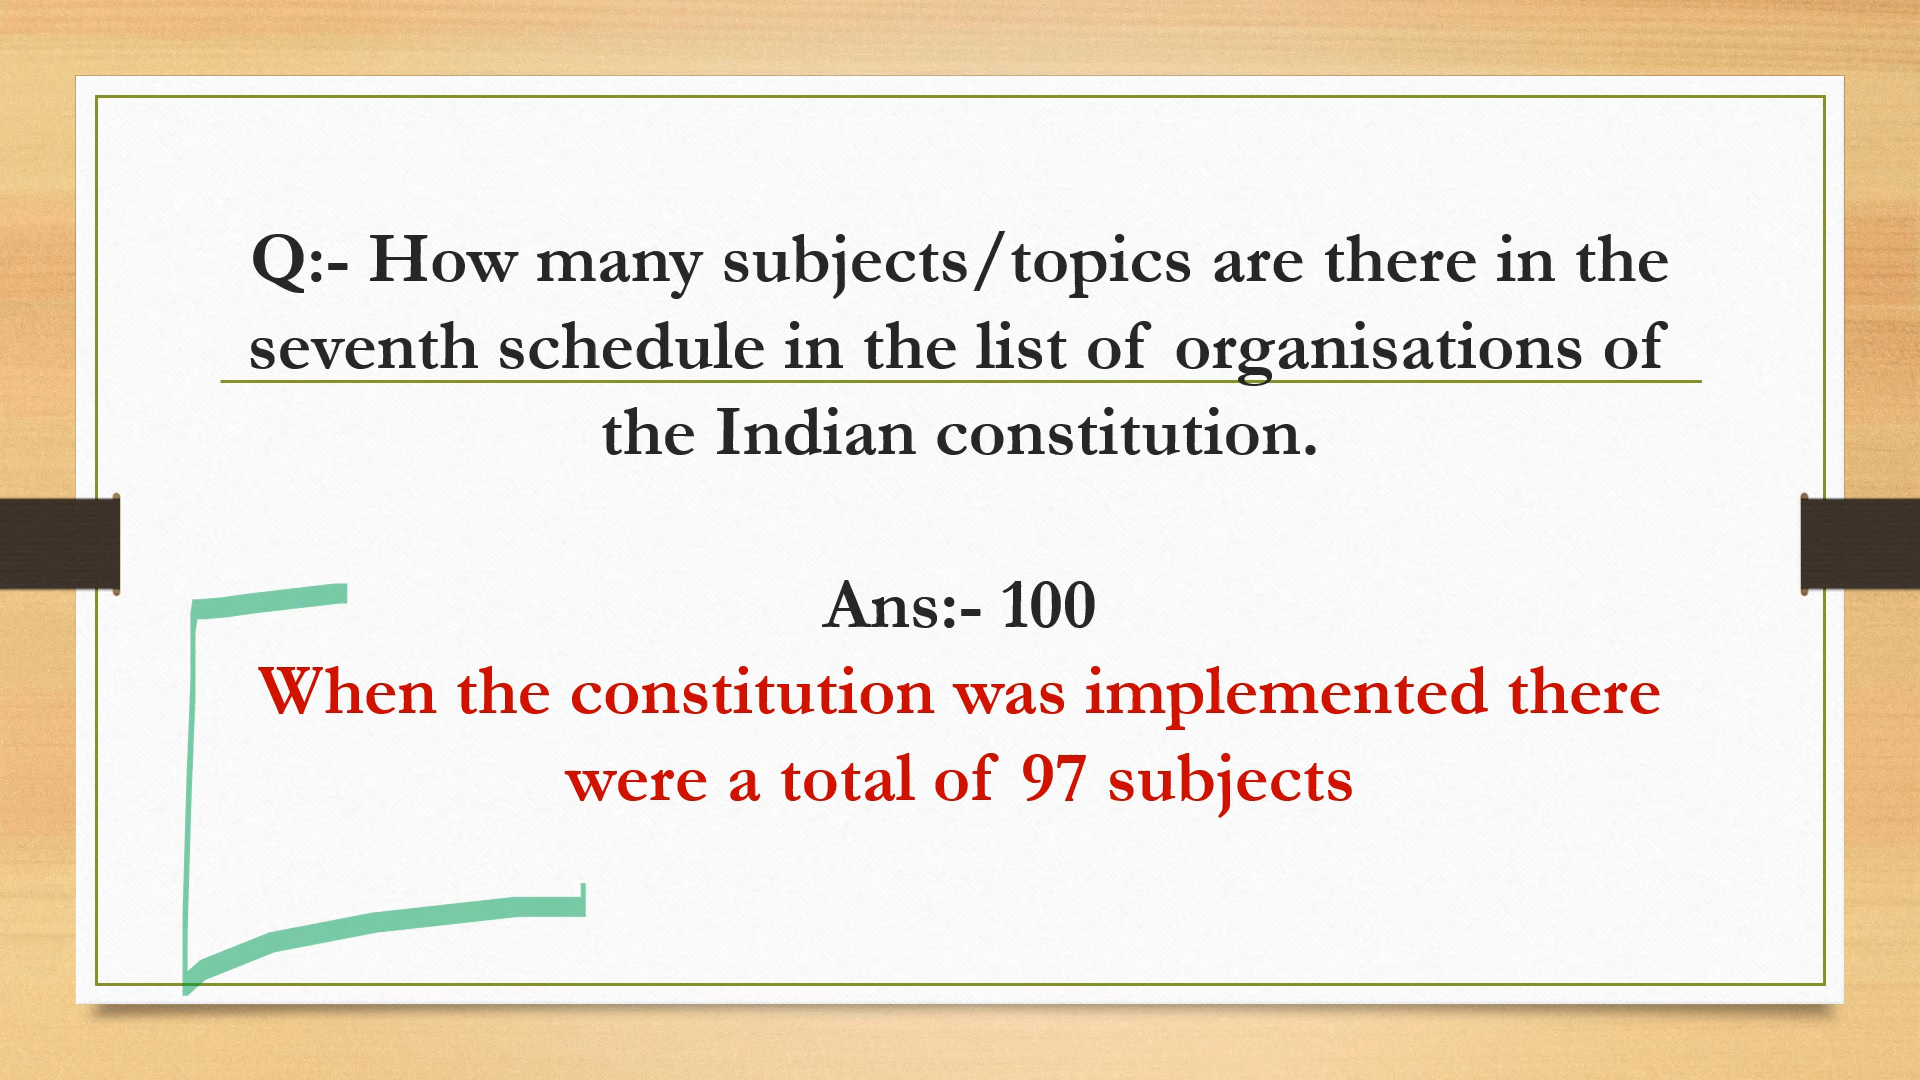 Q:- How many subjects/topics are there in the
seventh schedule in the list of organisations of
the Indian constitution.
Ans:- 100
When the constitution was implemented there
were a total of 97 subjects